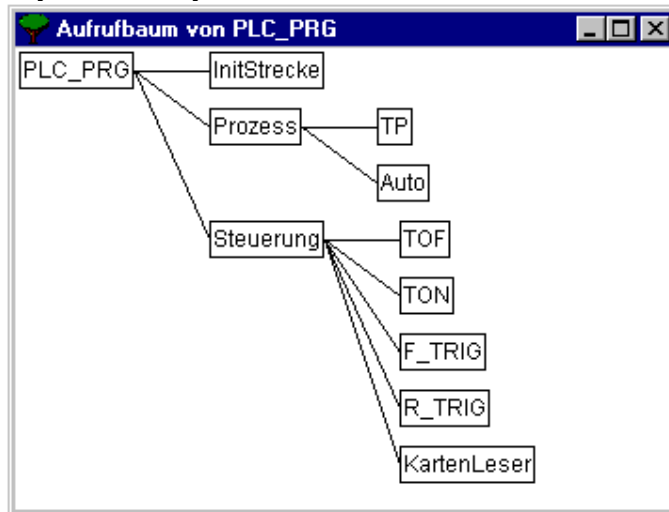 Aufrufbaum von PLC_PRG
PLC_PRG
InitStrecke
Prozess
TP
Auto
Steuerung
TOF
TON
F_TRIG
R_TRIG
KartenLeser